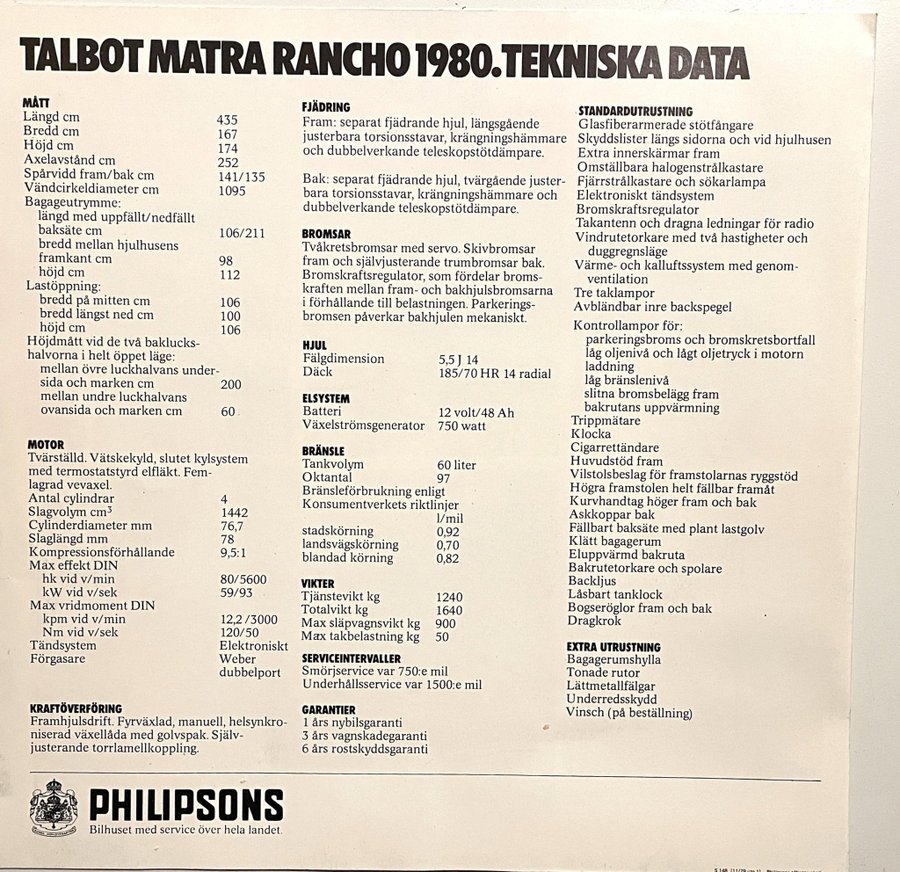 TALBOT MATRA RANCHO 1980. TEKNISKA DATA
MÅTT
Längd cm 435
Bredd cm 167
Höjd cm 174
Axelavstånd cm 252
Spårvidd fram/bak cm 141/135
Vändcirkeldiameter cm 1095
Bagageutrymme:
längd med uppfällt/nedfällt
baksäte cm 106/211
bredd mellan hjulhusens
framkant cm 98
höjd cm 112
Lastöppning:
bredd på mitten cm 106
bredd längst ned cm 100
höjd cm 106
Höjdmått vid de två baklucks-
halvorna i helt öppet läge:
mellan övre luckhalvans under-
sida och marken cm 200
mellan undre luckhalvans
ovansida och marken cm 60
MOTOR
Tvärställd. Vätskekyld, slutet kylsystem
med termostatstyrd elfläkt. Fem-
lagrad vevaxel.
Antal cylindrar 4
Slagvolym cm³ 1442
Cylinderdiameter mm 76,7
Slaglängd mm 78
Kompressionsförhållande 9,5:1
Max effekt DIN
hk vid v/min 80/5600
kW vid v/sek 59/93
Max vridmoment DIN
kpm vid v/min 12,2/3000
Nm vid v/sek 120/50
Tändsystem Elektroniskt
Förgasare Weber
dubbelport
KRAFTÖVERFÖRING
Framhjulsdrift. Fyrväxlad, manuell, helsynkro-
niserad växellåda med golvspak. Själv-
justerande torrlamellkoppling.
FJÄDRING
Fram: separat fjädrande hjul, längsgående
justerbara torsionsstavar, krängningshämmare
och dubbelverkande teleskopstötdämpare.
Bak: separat fjädrande hjul, tvärgående juster-
bara torsionsstavar, krängningshämmare och
dubbelverkande teleskopstötdämpare.
BROMSAR
Tvåkretsbromsar med servo. Skivbromsar
fram och självjusterande trumbromsar bak.
Bromskraftsregulator, som fördelar broms-
kraften mellan fram- och bakhjulsbromsarna
i förhållande till belastningen. Parkerings-
bromsen påverkar bakhjulen mekaniskt.
HJUL
Fälgdimension 5,5 J 14
Däck 185/70 HR 14 radial
ELSYSTEM
Batteri 12 volt/48 Ah
Växelströmsgenerator 750 watt
BRÄNSLE
Tankvolym 60 liter
Oktantal 97
Bränsleförbrukning enligt
Konsumentverkets riktlinjer
l/mil
stadskörning 0,92
landsvägskörning 0,70
blandad körning 0,82
VIKTER
Tjänstevikt kg 1240
Totalvikt kg 1640
Max släpvagnsvikt kg 900
Max takbelastning kg 50
SERVICEINTERVALLER
Smörjservice var 750:e mil
Underhållsservice var 1500:e mil
GARANTIER
1 års nybilsgaranti
3 års vagnskadegaranti
6 års rostskyddsgaranti
STANDARDUTRUSTNING
Glasfiberarmerade stötfångare
Skyddslister längs sidorna och vid hjulhusen
Extra innerskärmar fram
Omställbara halogenstrålkastare
Fjärrstrålkastare och sökarlampa
Elektroniskt tändsystem
Bromskraftsregulator
Takantenn och dragna ledningar för radio
Vindrutetorkare med två hastigheter och
duggregnsläge
Värme- och kalluftssystem med genom-
ventilation
Tre taklampor
Avbländbar inre backspegel
Kontrollampor för:
parkeringsbroms och bromskretsbortfall
låg oljenivå och lågt oljetryck i motorn
laddning
låg bränslenivå
slitna bromsbelägg fram
bakrutans uppvärmning
Trippmätare
Klocka
Cigarrettändare
Huvudstöd fram
Vilstolsbeslag för framstolarnas ryggstöd
Högra framstolen helt fällbar framåt
Kurvhandtag höger fram och bak
Askkoppar bak
Fällbart baksäte med plant lastgolv
Klätt bagagerum
Eluppvärmd bakruta
Bakrutetorkare och spolare
Backljus
Låsbart tanklock
Bogseröglor fram och bak
Dragkrok
EXTRA UTRUSTNING
Bagagerumshylla
Tonade rutor
Lättmetallfälgar
Underredsskydd
Vinsch (på beställning)
PHILIPSONS
Bilhuset med service över hela landet.